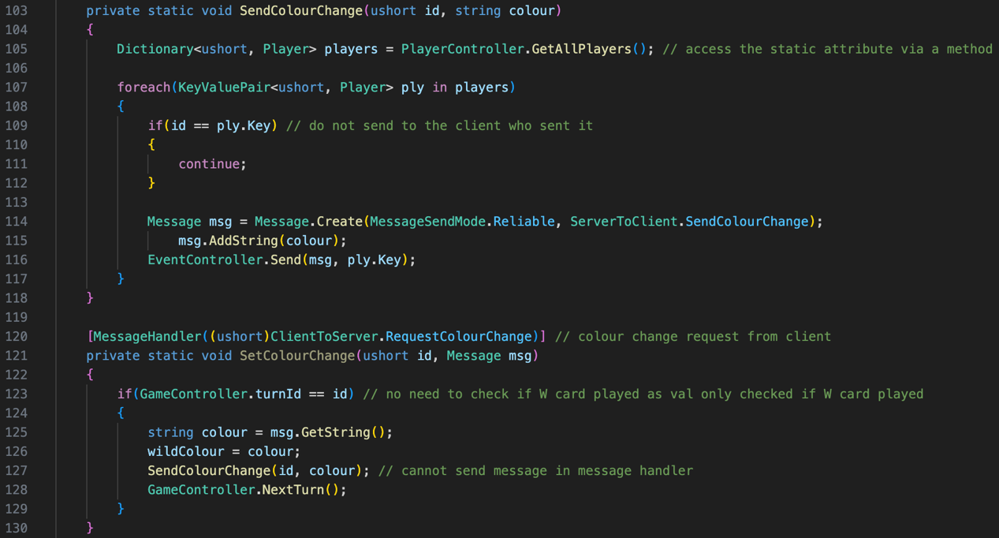 103 private static void SendColourChange(ushort id, string colour)
104 {
105 Dictionary<ushort, Player> players = PlayerController.GetAllPlayers(); // access the static attribute via a method
106
107 foreach(KeyValuePair<ushort, Player> ply in players)
108 {
109 if(id == ply.Key) // do not send to the client who sent it
110 {
111 continue;
112 }
113
114 Message msg = Message.Create(MessageSendMode.Reliable, ServerToClient.SendColourChange);
115 msg.AddString(colour);
116 EventController.Send(msg, ply.Key);
117 }
118 }
119
120 [MessageHandler((ushort)ClientToServer.RequestColourChange)] // colour change request from client
121 private static void SetColourChange(ushort id, Message msg)
122 {
123 if(GameController.turnId == id) // no need to check if W card played as val only checked if W card played
124 {
125 string colour = msg.GetString();
126 wildColour = colour;
127 SendColourChange(id, colour); // cannot send message in message handler
128 GameController.NextTurn();
129 }
130 }